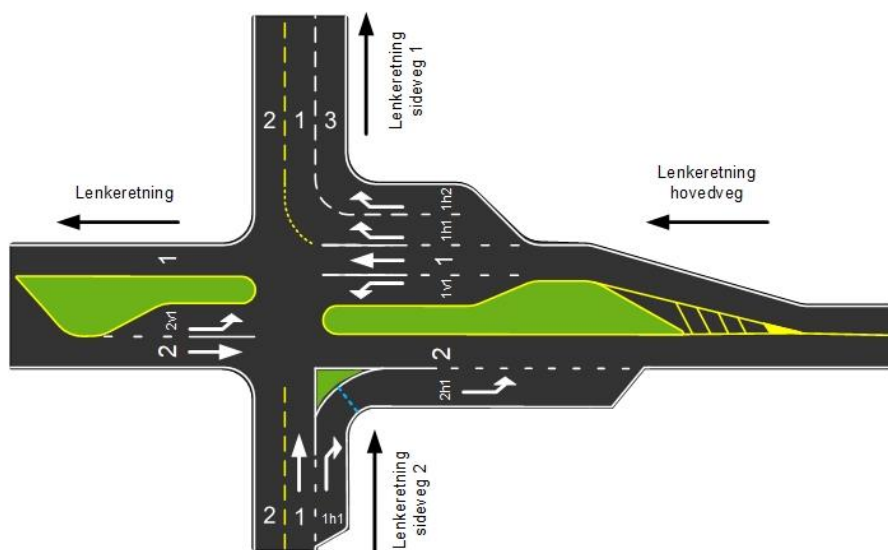 Lenkeretning
sideveg 1
2
1
3
Lenkeretning
Lenkeretning
hovedveg
1h2
1h1
1
1
1v1
2v1
2
2
2h1
2
1
1h1
Lenkeretning
sideveg 2